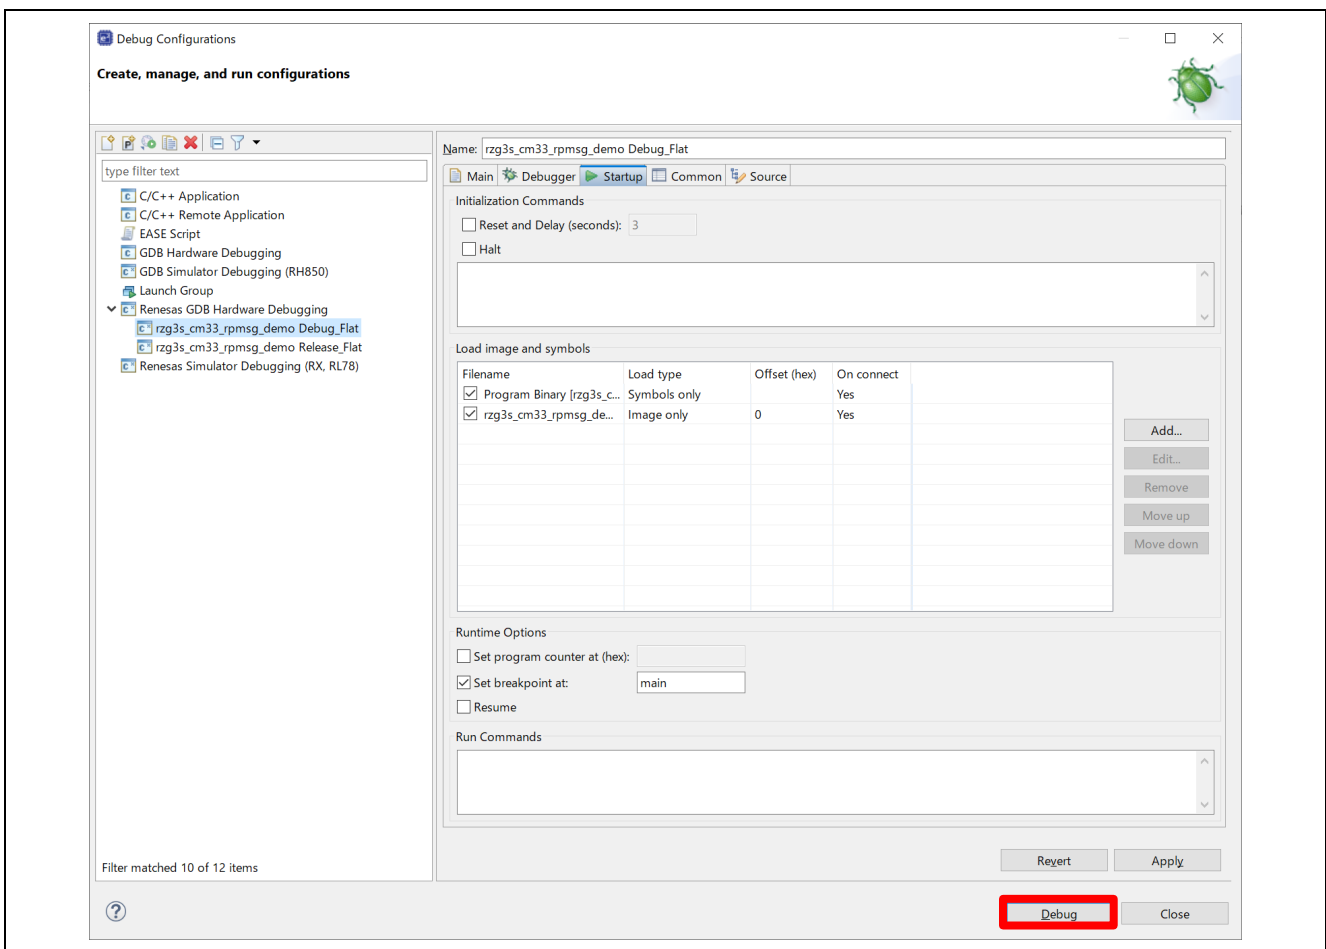 Debug Configurations
Create, manage, and run configurations
type filter text
C/C++ Application
C/C++ Remote Application
EASE Script
GDB Hardware Debugging
GDB Simulator Debugging (RH850)
Launch Group
Renesas GDB Hardware Debugging
rzg3s_cm33_rpmsg_demo Debug_Flat
rzg3s_cm33_rpmsg_demo Release_Flat
Renesas Simulator Debugging (RX, RL78)
Filter matched 10 of 12 items
Name: rzg3s_cm33_rpmsg_demo Debug_Flat
Main Debugger Startup Common Source
Initialization Commands
Reset and Delay (seconds): 3
Halt
Load image and symbols
Filename Load type Offset (hex) On connect
Program Binary [rzg3s_c... Symbols only Yes
rzg3s_cm33_rpmsg_de... Image only 0 Yes
Add...
Edit...
Remove
Move up
Move down
Runtime Options
Set program counter at (hex):
Set breakpoint at: main
Resume
Run Commands
Revert Apply
Debug Close